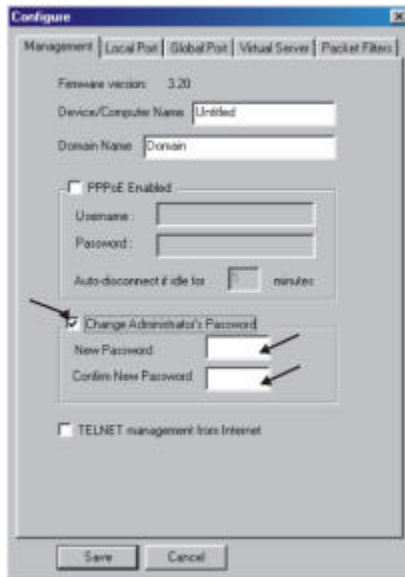 Configure
Management Local Port Global Port Virtual Server Packet Filters
Firmware version: 3.20
Device/Computer Name Untitled
Domain Name Domain
PPPoE Enabled
Username :
Password :
Auto-disconnect if idle for minutes
Change Administrator's Password
New Password
Confirm New Password
TELNET management from Internet
Save Cancel